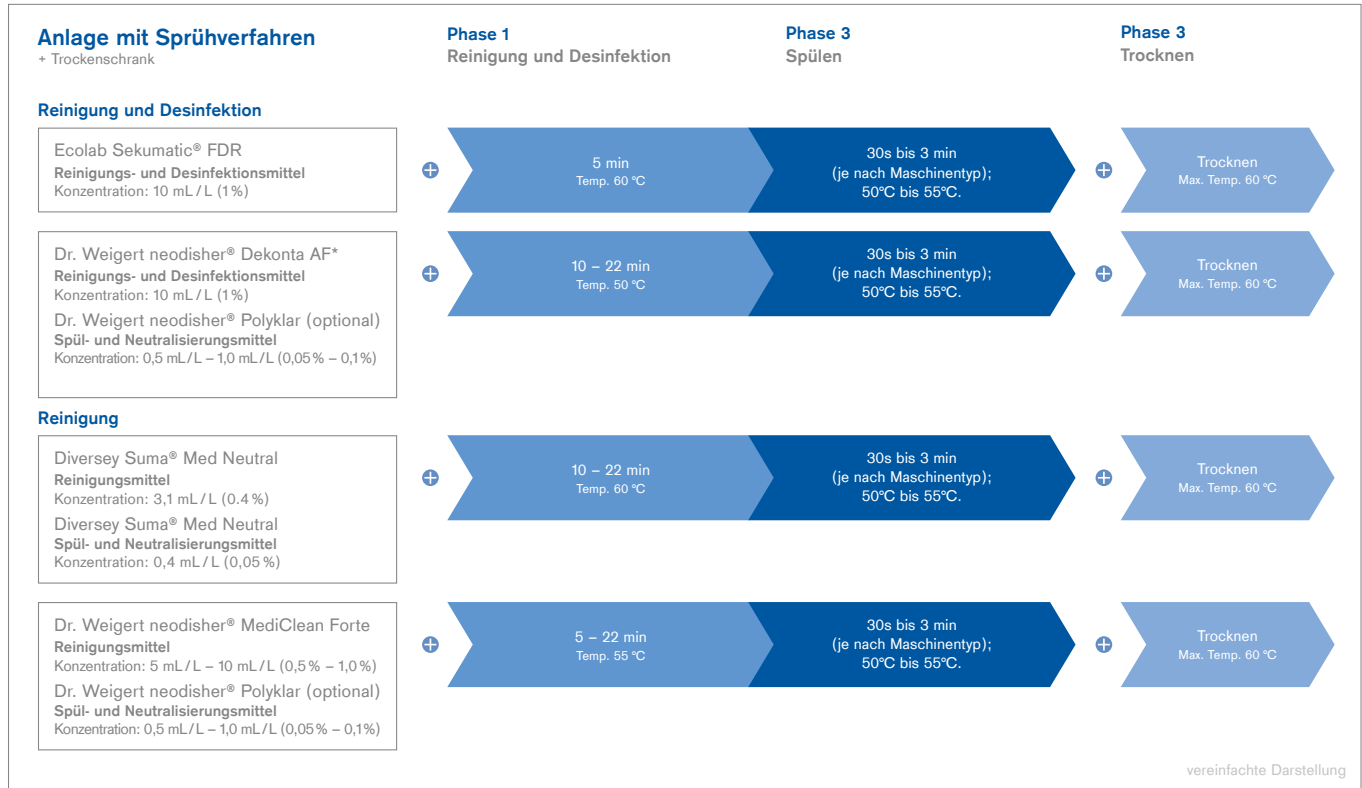 Anlage mit Sprühverfahren
+ Trockenschrank
Phase 1
Reinigung und Desinfektion
Phase 3
Spülen
Phase 3
Trocknen
Reinigung und Desinfektion
Ecolab Sekumatic® FDR
Reinigungs- und Desinfektionsmittel
Konzentration: 10 mL/L (1%)
5 min
Temp. 60 °C
30s bis 3 min
(je nach Maschinentyp);
50°C bis 55°C.
Trocknen
Max. Temp. 60 °C
Dr. Weigert neodisher® Dekonta AF*
Reinigungs- und Desinfektionsmittel
Konzentration: 10 mL/L (1%)
Dr. Weigert neodisher® Polyklar (optional)
Spül- und Neutralisierungsmittel
Konzentration: 0,5 mL/L – 1,0 mL/L (0,05% – 0,1%)
10 – 22 min
Temp. 50 °C
30s bis 3 min
(je nach Maschinentyp);
50°C bis 55°C.
Trocknen
Max. Temp. 60 °C
Reinigung
Diversey Suma® Med Neutral
Reinigungsmittel
Konzentration: 3,1 mL/L (0.4%)
Diversey Suma® Med Neutral
Spül- und Neutralisierungsmittel
Konzentration: 0,4 mL/L (0,05%)
10 – 22 min
Temp. 60 °C
30s bis 3 min
(je nach Maschinentyp);
50°C bis 55°C.
Trocknen
Max. Temp. 60 °C
Dr. Weigert neodisher® MediClean Forte
Reinigungsmittel
Konzentration: 5 mL/L – 10 mL/L (0,5% – 1,0%)
Dr. Weigert neodisher® Polyklar (optional)
Spül- und Neutralisierungsmittel
Konzentration: 0,5 mL/L – 1,0 mL/L (0,05% – 0,1%)
5 – 22 min
Temp. 55 °C
30s bis 3 min
(je nach Maschinentyp);
50°C bis 55°C.
Trocknen
Max. Temp. 60 °C
vereinfachte Darstellung